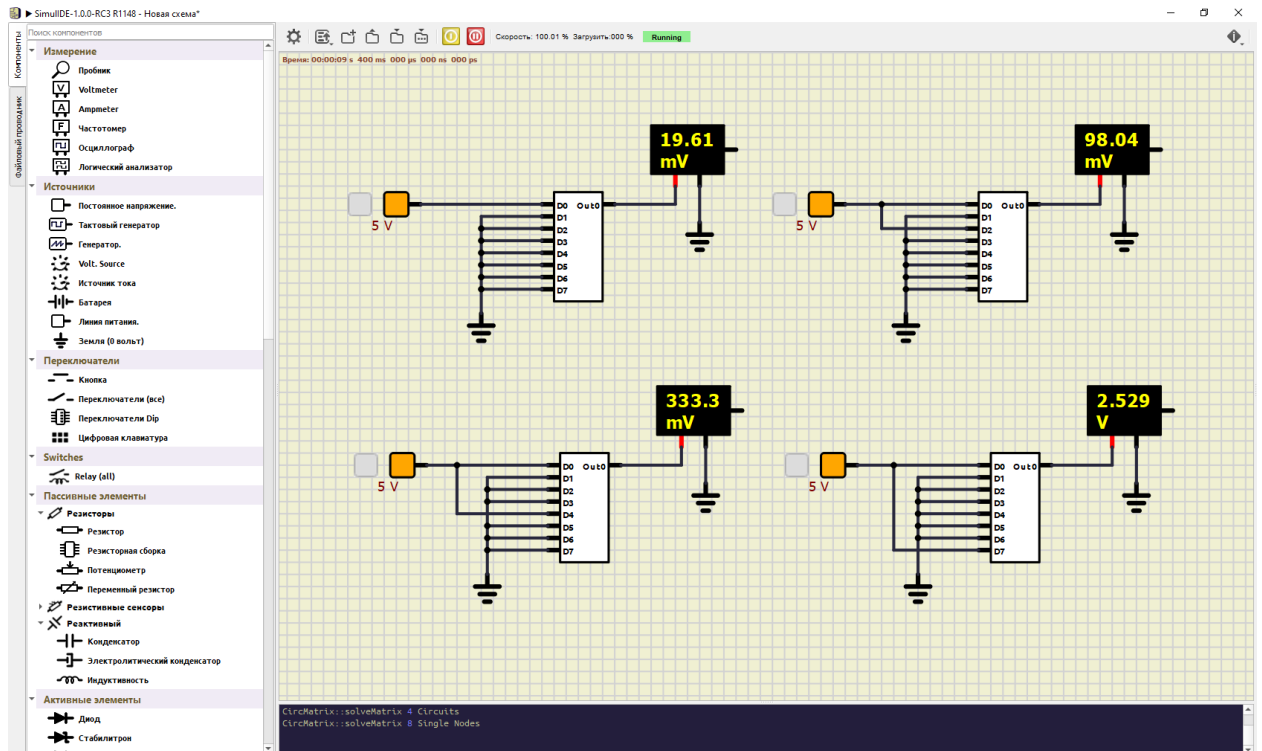 SimulIDE-1.0.0-RC3 R1148 - Новая схема*
Компоненты
Файловый проводник
Поиск компонентов
Измерение
Пробник
V Voltmeter
A Ampmeter
F Частотомер
Осциллограф
Логический анализатор
Источники
Постоянное напряжение.
Тактовый генератор
Генератор.
Volt. Source
Источник тока
Батарея
Линия питания.
Земля (0 вольт)
Переключатели
Кнопка
Переключатели (все)
Переключатели Dip
Цифровая клавиатура
Switches
Relay (all)
Пассивные элементы
Резисторы
Резистор
Резисторная сборка
Потенциометр
Переменный резистор
Резистивные сенсоры
Реактивный
Конденсатор
Электролитический конденсатор
Индуктивность
Активные элементы
Диод
Стабилитрон
Скорость: 100.01 % Загрузить:000 % Running
Время: 00:00:09 s 400 ms 000 µs 000 ns 000 ps
19.61
mV
5 V
D0 Out0
D1
D2
D3
D4
D5
D6
D7
98.04
mV
5 V
D0 Out0
D1
D2
D3
D4
D5
D6
D7
333.3
mV
5 V
D0 Out0
D1
D2
D3
D4
D5
D6
D7
2.529
V
5 V
D0 Out0
D1
D2
D3
D4
D5
D6
D7
CircMatrix::solveMatrix 4 Circuits
CircMatrix::solveMatrix 8 Single Nodes